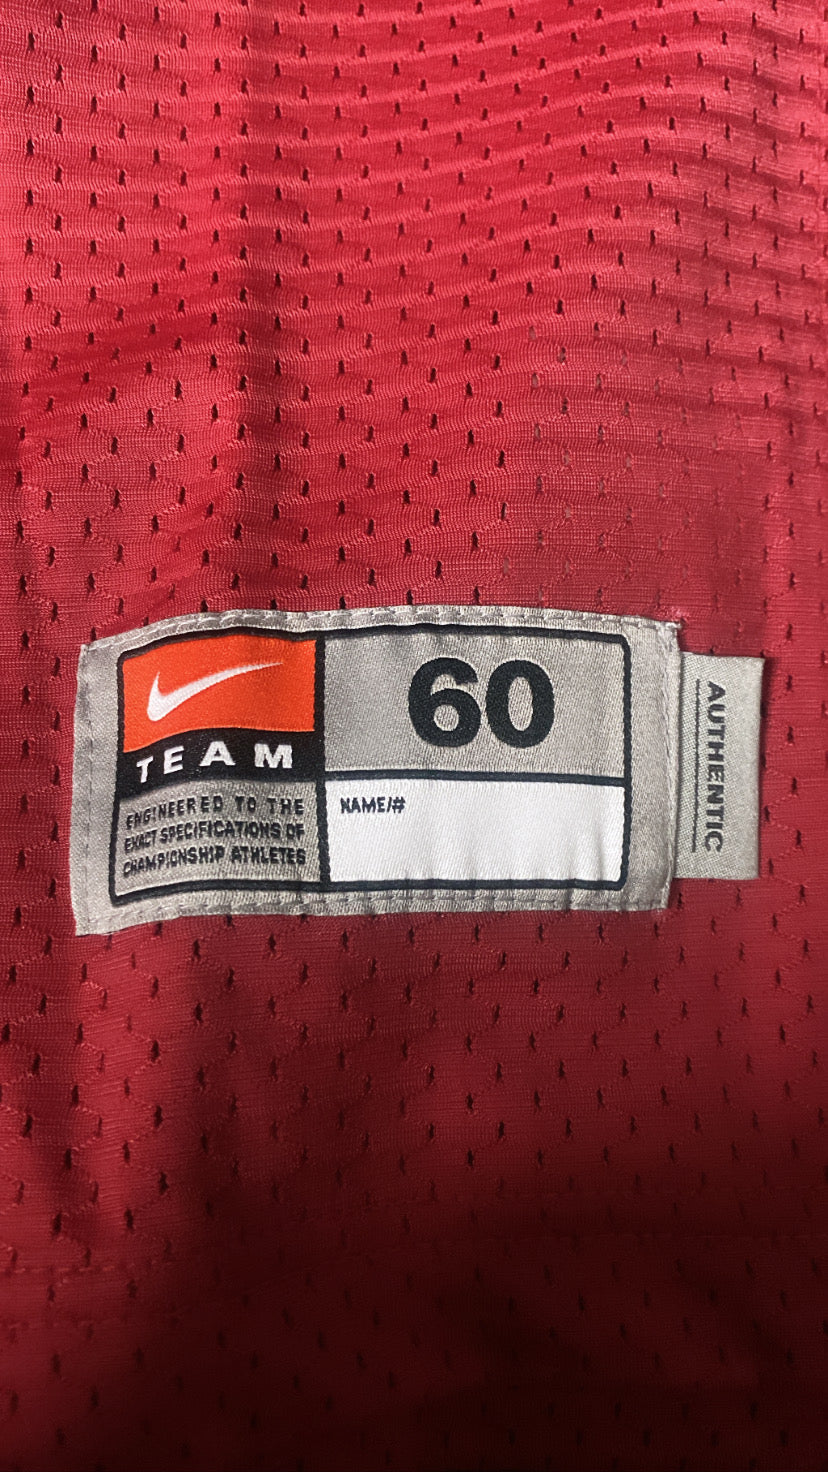 60
TEAM
ENGINEERED TO THE
EXACT SPECIFICATIONS OF
CHAMPIONSHIP ATHLETES
NAME/#
AUTHENTIC